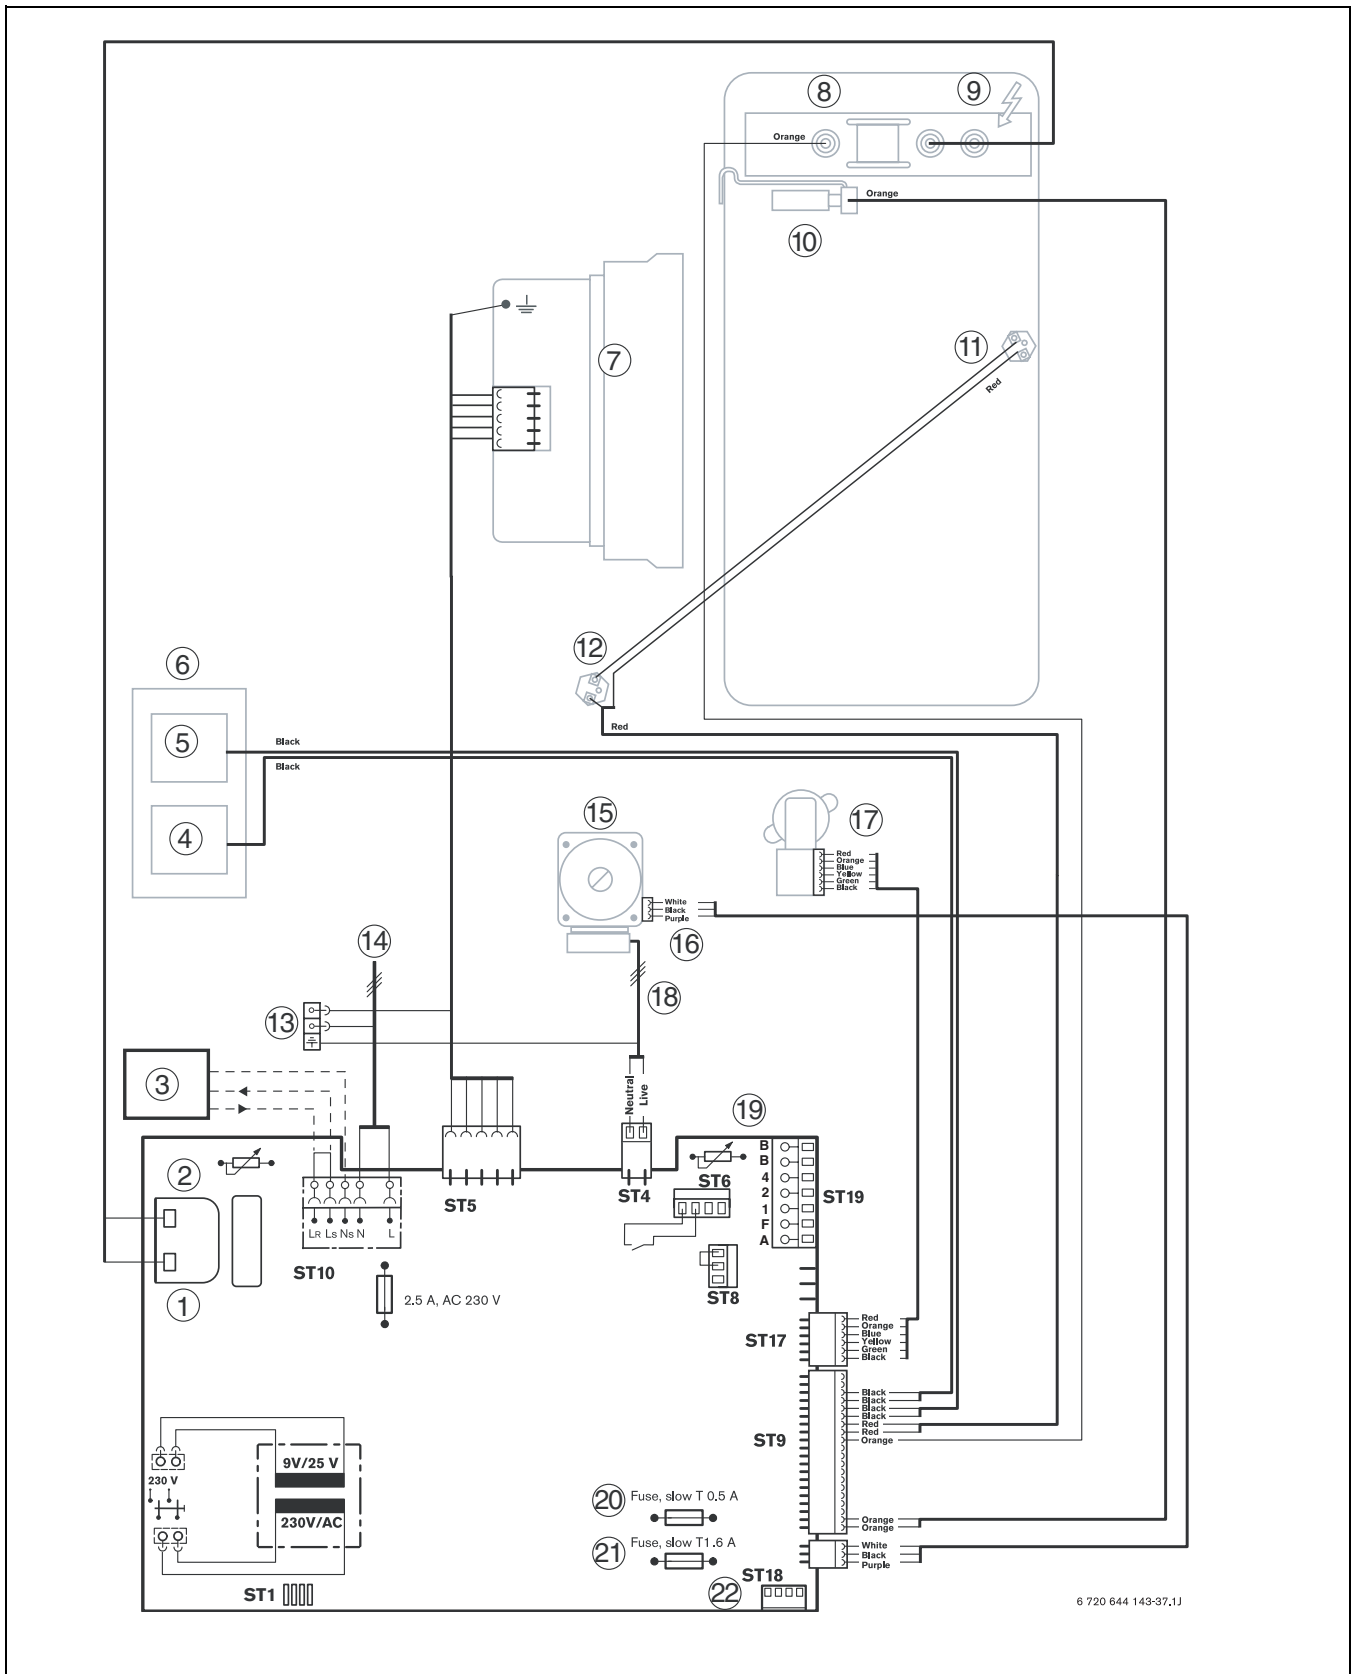 8
9
Orange
Orange
10
11
7
Red
12
6
Red
5
Black
Black
4
15
17
Red
Orange
Blue
Yellow
Green
Black
White
Black
Purple
16
14
18
13
3
Neutral
Live
19
2
B
B
4
2
1
F
A
ST6
ST19
ST5
ST4
LR LS NS N L
ST10
2.5 A, AC 230 V
1
ST8
ST17
Red
Orange
Blue
Yellow
Green
Black
Black
Black
Black
Black
Red
Red
Orange
ST9
9V/25 V
230 V
230V/AC
20
Fuse, slow T 0.5 A
21
Fuse, slow T1.6 A
Orange
Orange
White
Black
Purple
ST18
22
ST1
6 720 644 143-37.1J